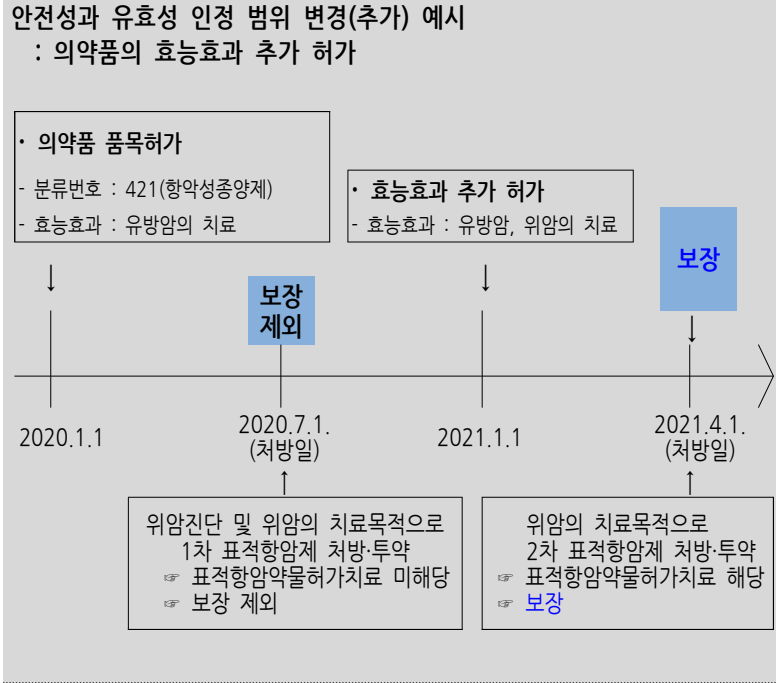 안전성과 유효성 인정 범위 변경(추가) 예시
: 의약품의 효능효과 추가 허가
· 의약품 품목허가
- 분류번호 : 421(항악성종양제)
- 효능효과 : 유방암의 치료
· 효능효과 추가 허가
- 효능효과 : 유방암, 위암의 치료
↓
↓
보장
제외
보장
↓
2020.1.1
2020.7.1.
(처방일)
2021.1.1
2021.4.1.
(처방일)
↑
↑
위암진단 및 위암의 치료목적으로
1차 표적항암제 처방·투약
☞ 표적항암약물허가치료 미해당
☞ 보장 제외
위암의 치료목적으로
2차 표적항암제 처방·투약
☞ 표적항암약물허가치료 해당
☞ 보장